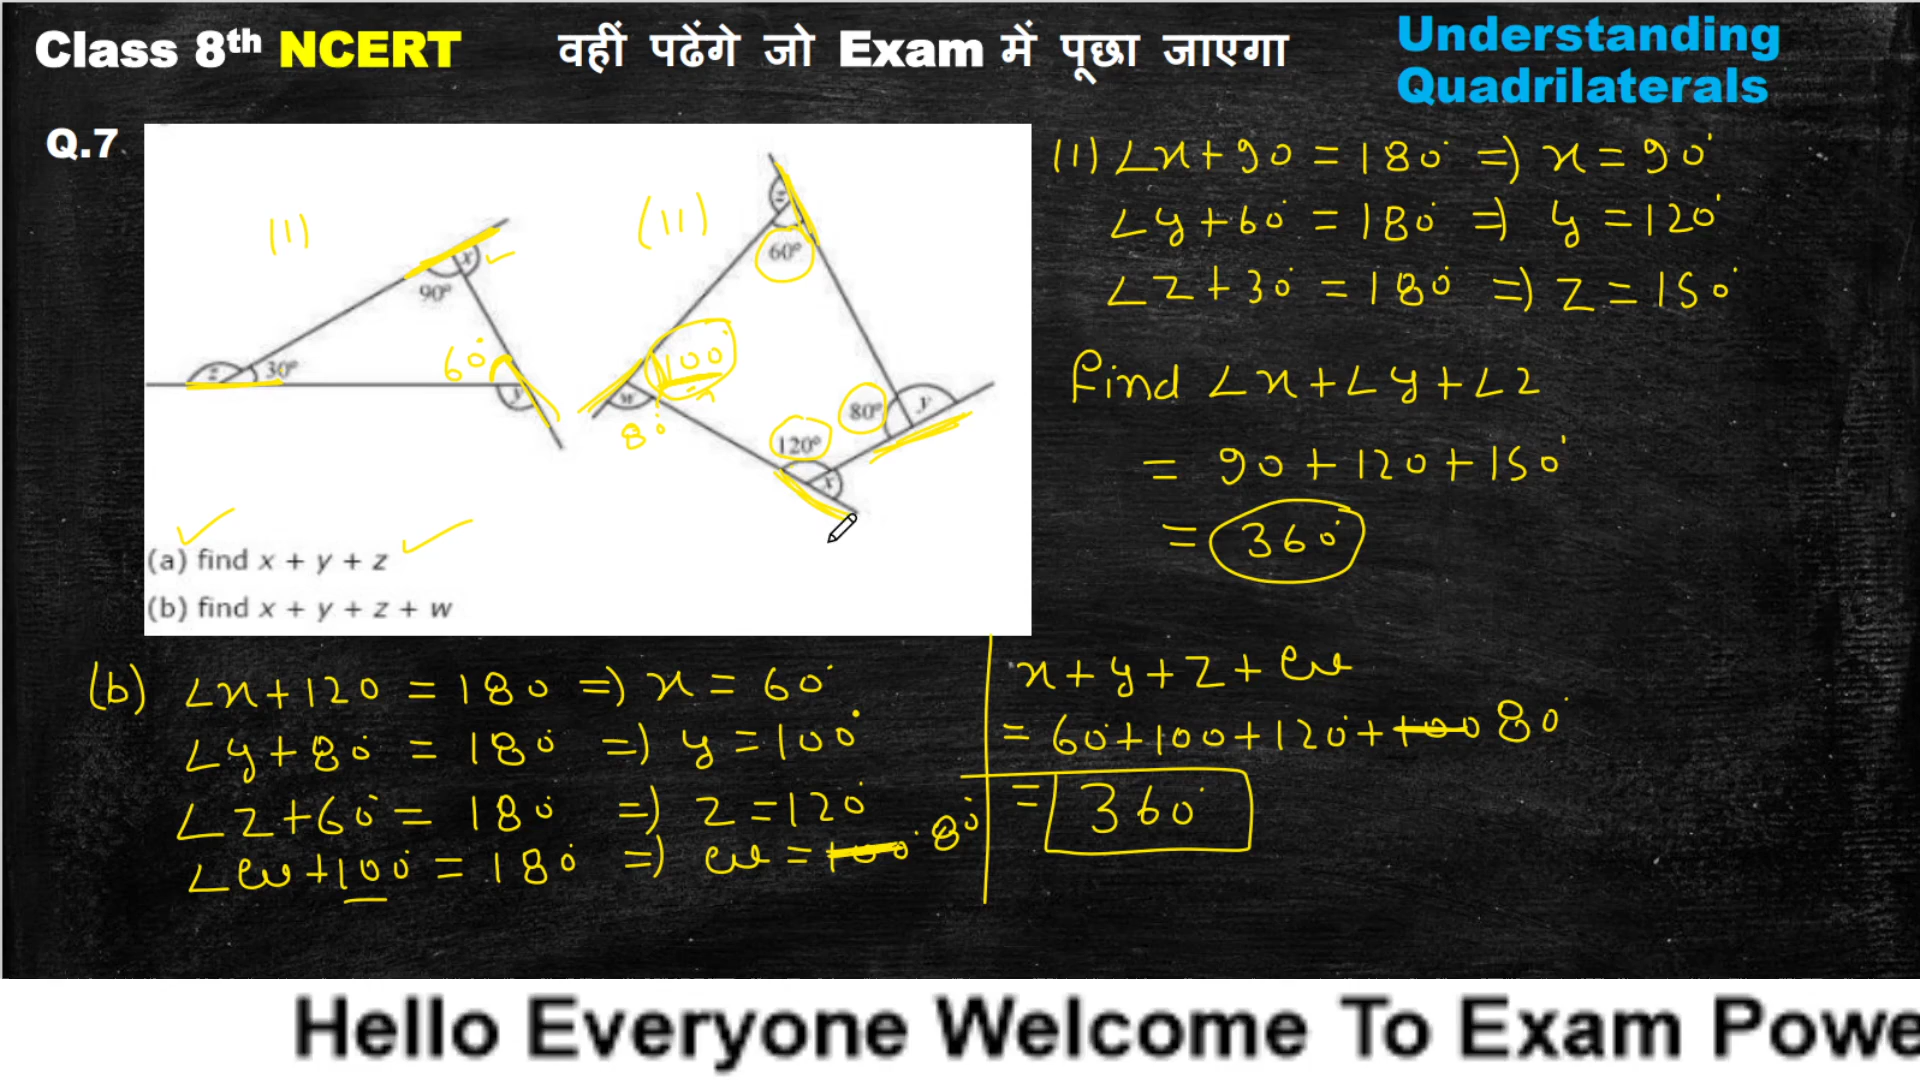 Class 8th NCERT वहीं पढेंगे जो Exam में पूछा जाएगा
Understanding
Quadrilaterals
Q.7
(I)
90°
x
z
30°
60°
y
(II)
z
60°
100°
w
80°
80°
y
120°
x
(a) find x + y + z
(b) find x + y + z + w
(I) ∠x + 90 = 180° ⇒ x = 90°
∠y + 60° = 180° ⇒ y = 120°
∠z + 30° = 180° ⇒ z = 150°
find ∠x + ∠y + ∠z
= 90 + 120 + 150°
= 360°
(b) ∠x + 120 = 180 ⇒ x = 60°
∠y + 80° = 180° ⇒ y = 100°
∠z + 60° = 180° ⇒ z = 120°
∠w + 100° = 180° ⇒ w = 100 80°
x + y + z + w
= 60° + 100 + 120° + 100 80°
= 360°
Hello Everyone Welcome To Exam Powe